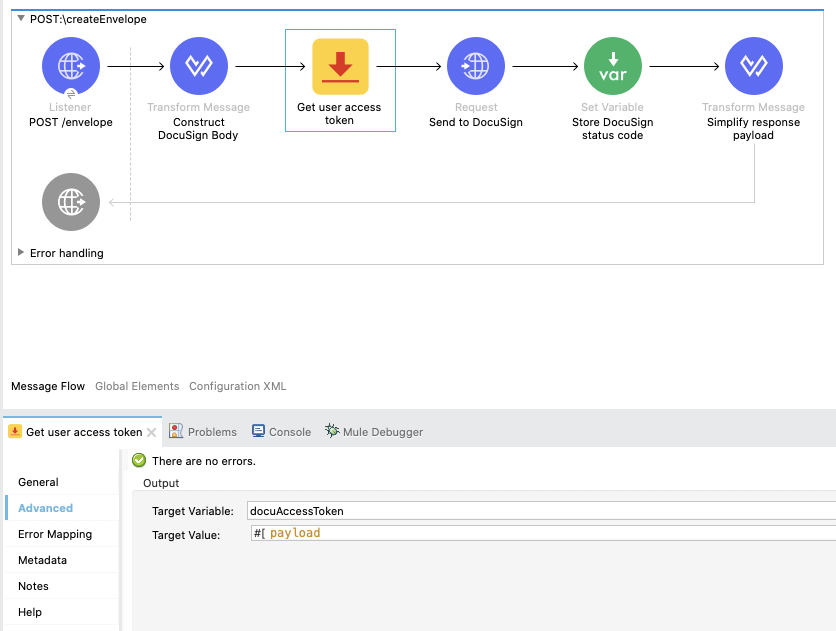 POST:\createEnvelope
Listener
POST /envelope
Transform Message
Construct
DocuSign Body
Get user access
token
Request
Send to DocuSign
var
Set Variable
Store DocuSign
status code
Transform Message
Simplify response
payload
Error handling
Message Flow Global Elements Configuration XML
Get user access token Problems Console Mule Debugger
There are no errors.
General
Advanced
Error Mapping
Metadata
Notes
Help
Output
Target Variable: docuAccessToken
Target Value: #[ payload